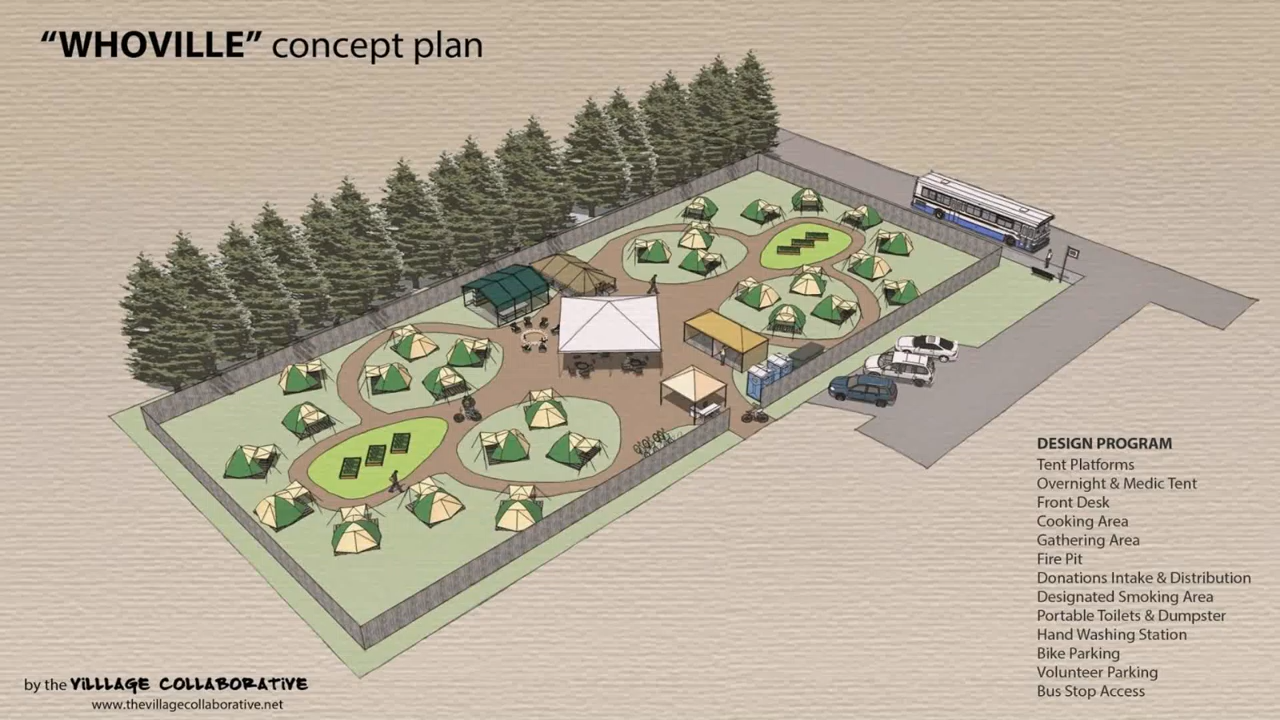 “WHOVILLE” concept plan
DESIGN PROGRAM
Tent Platforms
Overnight & Medic Tent
Front Desk
Cooking Area
Gathering Area
Fire Pit
Donations Intake & Distribution
Designated Smoking Area
Portable Toilets & Dumpster
Hand Washing Station
Bike Parking
Volunteer Parking
Bus Stop Access
by the ViLLLAGE COLLABORATiVE
www.thevillagecollaborative.net